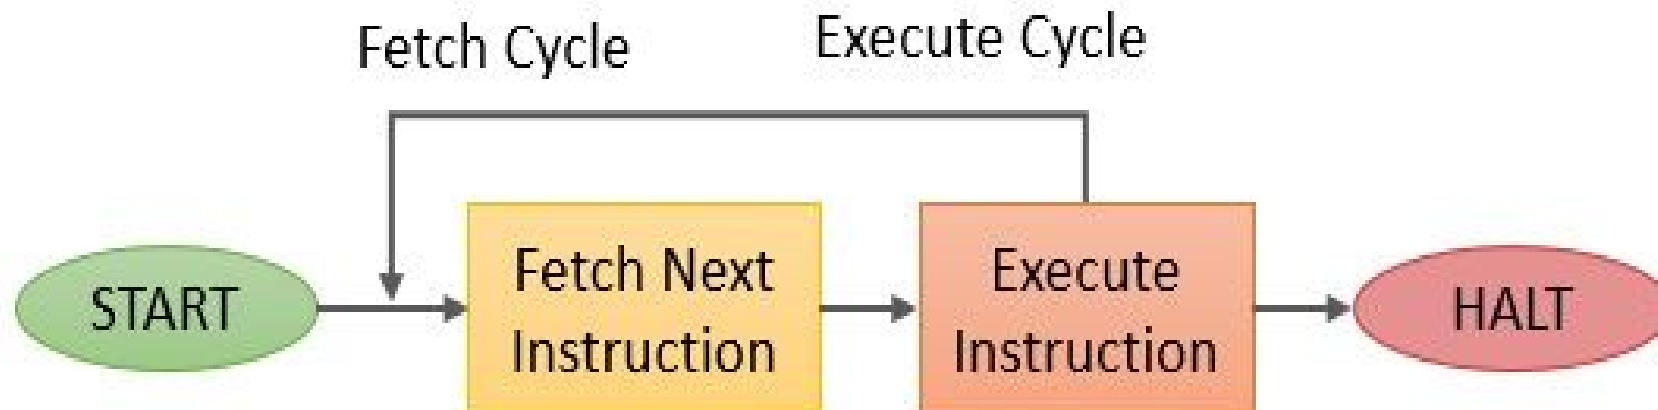 Fetch Cycle
Execute Cycle
START
Fetch Next
Instruction
Execute
Instruction
HALT